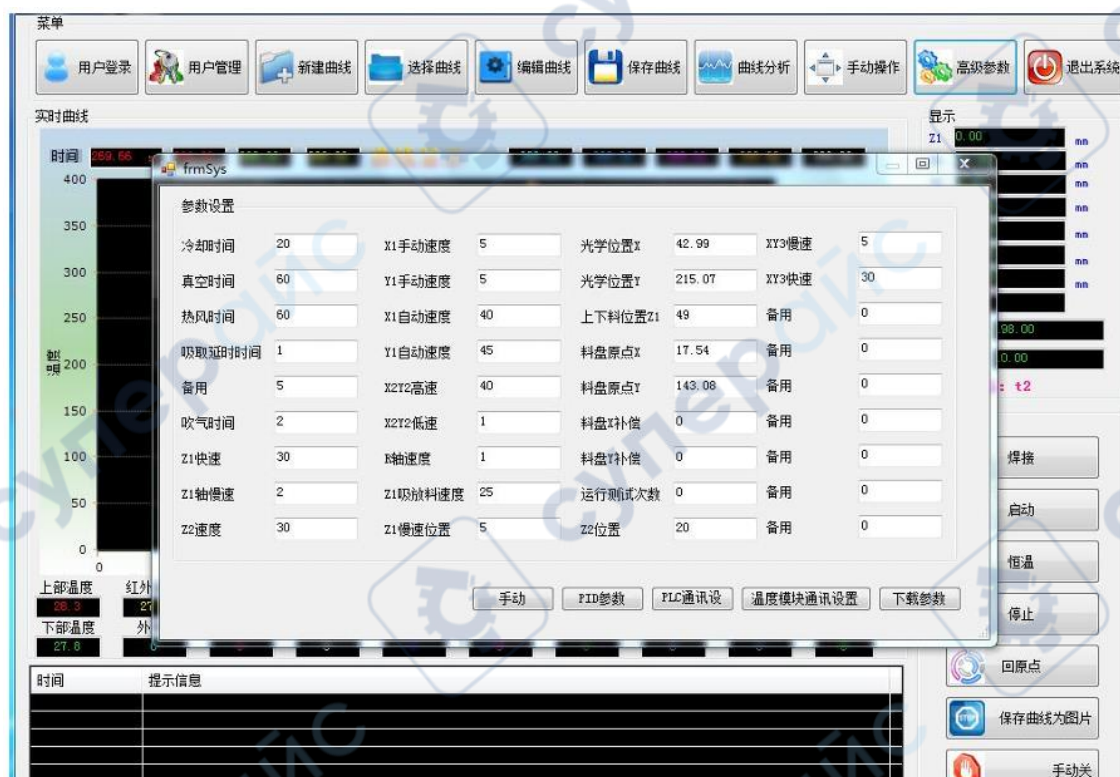 菜单
用户登录 用户管理 新建曲线 选择曲线 编辑曲线 保存曲线 曲线分析 手动操作 高级参数 退出系统
实时曲线 显示
Z1 0.00 mm
时间 269.66
frmSys
400
350
300
250
200
150
100
50
0
0
温度
mm
mm
mm
mm
mm
mm
98.00
0.00
: t2
参数设置
冷却时间 20 X1手动速度 5 光学位置X 42.99 XY3慢速 5
真空时间 60 Y1手动速度 5 光学位置Y 215.07 XY3快速 30
热风时间 60 X1自动速度 40 上下料位置Z1 49 备用 0
吸取延时时间 1 Y1自动速度 45 料盘原点X 17.54 备用 0
备用 5 X2Y2高速 40 料盘原点Y 143.08 备用 0
吹气时间 2 X2Y2低速 1 料盘X补偿 0 备用 0
Z1快速 30 R轴速度 1 料盘Y补偿 0 备用 0
Z1轴慢速 2 Z1吸放料速度 25 运行测试次数 0 备用 0
Z2速度 30 Z1慢速位置 5 Z2位置 20 备用 0
手动 PID参数 PLC通讯设 温度模块通讯设置 下载参数
焊接
启动
恒温
停止
回原点
保存曲线为图片
手动关
上部温度 红外
28.3 27
下部温度 外
27.8
时间 提示信息
STOP
суперайс
суперайс
суперайс